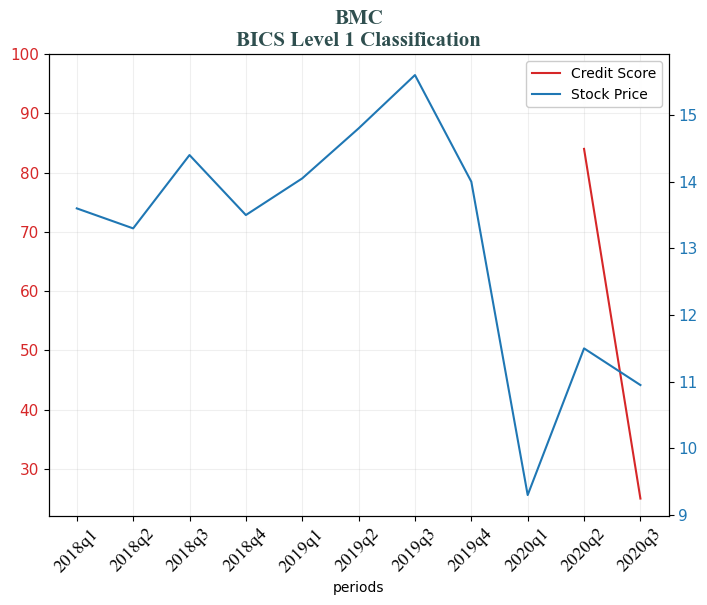 BMC
BICS Level 1 Classification
Credit Score
Stock Price
100
90
80
70
60
50
40
30
15
14
13
12
11
10
9
2018q1
2018q2
2018q3
2018q4
2019q1
2019q2
2019q3
2019q4
2020q1
2020q2
2020q3
periods